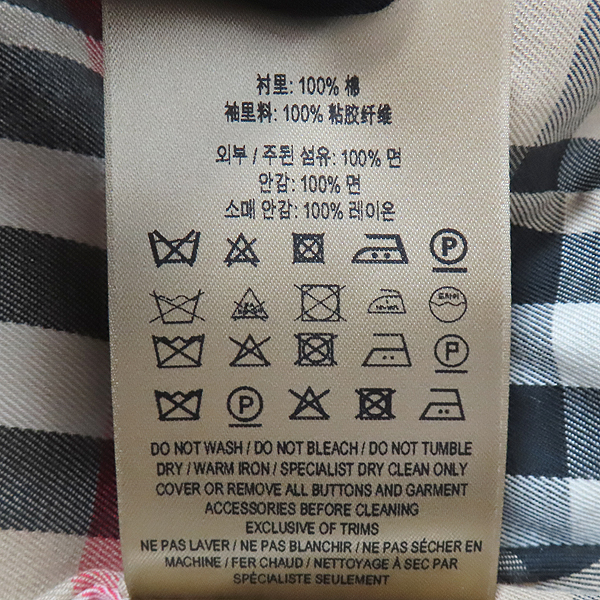 衬里: 100% 棉
袖里料: 100% 粘胶纤维
외부 / 주된 섬유: 100% 면
안감: 100% 면
소매 안감: 100% 레이온
P
드라이
P
P
DO NOT WASH / DO NOT BLEACH / DO NOT TUMBLE
DRY / WARM IRON / SPECIALIST DRY CLEAN ONLY
COVER OR REMOVE ALL BUTTONS AND GARMENT
ACCESSORIES BEFORE CLEANING
EXCLUSIVE OF TRIMS
NE PAS LAVER / NE PAS BLANCHIR / NE PAS SÉCHER EN
MACHINE / FER CHAUD / NETTOYAGE À SEC PAR
SPÉCIALISTE SEULEMENT